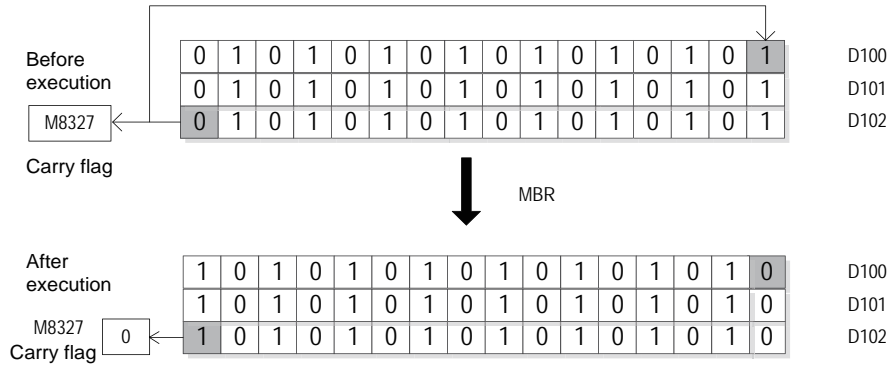 Before
execution
0 1 0 1 0 1 0 1 0 1 0 1 0 1 0 1 D100
0 1 0 1 0 1 0 1 0 1 0 1 0 1 0 1 D101
M8327 0 1 0 1 0 1 0 1 0 1 0 1 0 1 0 1 D102
Carry flag
MBR
After
execution
1 0 1 0 1 0 1 0 1 0 1 0 1 0 1 0 D100
1 0 1 0 1 0 1 0 1 0 1 0 1 0 1 0 D101
M8327 0 1 0 1 0 1 0 1 0 1 0 1 0 1 0 1 0 D102
Carry flag